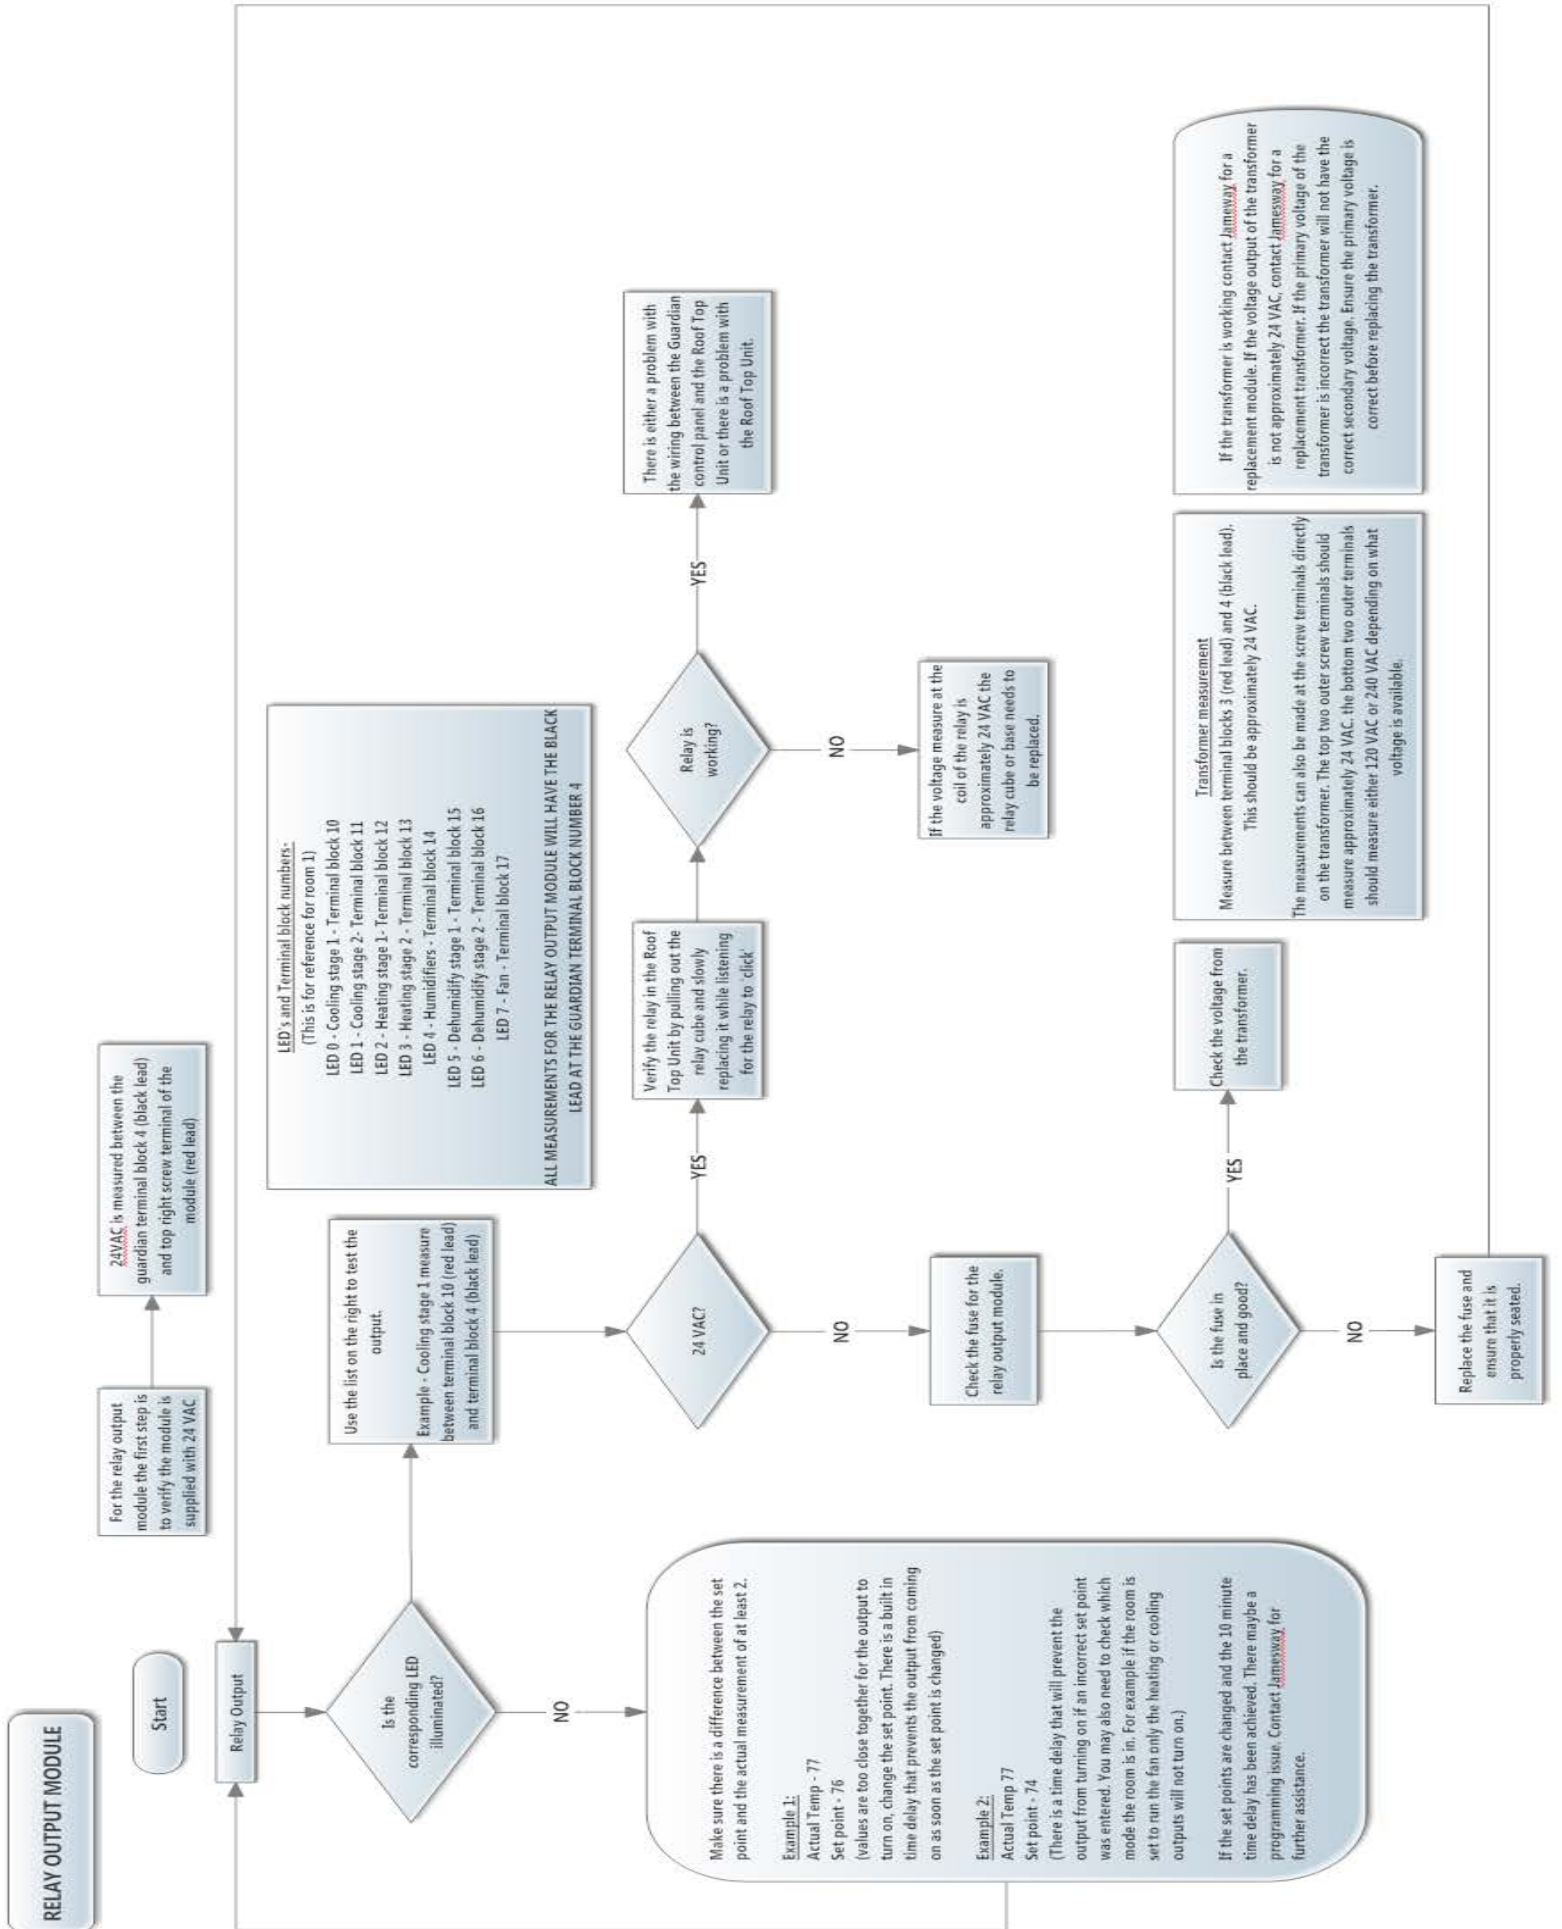 RELAY OUTPUT MODULE
Start
For the relay output
module the first step is
to verify the module is
supplied with 24 VAC
24VAC is measured between the
guardian terminal block 4 (black lead)
and top right screw terminal of the
module (red lead)
Relay Output
Is the
corresponding LED
illuminated?
NO
Use the list on the right to test the
output.
Example - Cooling stage 1 measure
between terminal block 10 (red lead)
and terminal block 4 (black lead)
LED's and Terminal block numbers-
(This is for reference for room 1)
LED 0 - Cooling stage 1 - Terminal block 10
LED 1 - Cooling stage 2- Terminal block 11
LED 2 - Heating stage 1- Terminal block 12
LED 3 - Heating stage 2 - Terminal block 13
LED 4 - Humidifiers - Terminal block 14
LED 5 - Dehumidify stage 1 - Terminal block 15
LED 6 - Dehumidify stage 2 - Terminal block 16
LED 7 - Fan - Terminal block 17
ALL MEASUREMENTS FOR THE RELAY OUTPUT MODULE WILL HAVE THE BLACK
LEAD AT THE GUARDIAN TERMINAL BLOCK NUMBER 4
Make sure there is a difference between the set
point and the actual measurement of at least 2.
Example 1:
Actual Temp - 77
Set point - 76
(values are too close together for the output to
turn on, change the set point. There is a built in
time delay that prevents the output from coming
on as soon as the set point is changed)
Example 2:
Actual Temp 77
Set point - 74
(There is a time delay that will prevent the
output from turning on if an incorrect set point
was entered. You may also need to check which
mode the room is in. For example if the room is
set to run the fan only the heating or cooling
outputs will not turn on.)
If the set points are changed and the 10 minute
time delay has been achieved. There maybe a
programming issue. Contact Jamesway for
further assistance.
24 VAC?
YES
Verify the relay in the Roof
Top Unit by pulling out the
relay cube and slowly
replacing it while listening
for the relay to 'click'
Relay is
working?
YES
There is either a problem with
the wiring between the Guardian
control panel and the Roof Top
Unit or there is a problem with
the Roof Top Unit.
NO
If the voltage measure at the
coil of the relay is
approximately 24 VAC the
relay cube or base needs to
be replaced.
NO
Check the fuse for the
relay output module.
Is the fuse in
place and good?
YES
Check the voltage from
the transformer.
Transformer measurement
Measure between terminal blocks 3 (red lead) and 4 (black lead).
This should be approximately 24 VAC.
The measurements can also be made at the screw terminals directly
on the transformer. The top two outer screw terminals should
measure approximately 24 VAC. the bottom two outer terminals
should measure either 120 VAC or 240 VAC depending on what
voltage is available.
If the transformer is working contact Jameway for a
replacement module. If the voltage output of the transformer
is not approximately 24 VAC, contact Jamesway for a
replacement transformer. If the primary voltage of the
transformer is incorrect the transformer will not have the
correct secondary voltage. Ensure the primary voltage is
correct before replacing the transformer.
NO
Replace the fuse and
ensure that it is
properly seated.